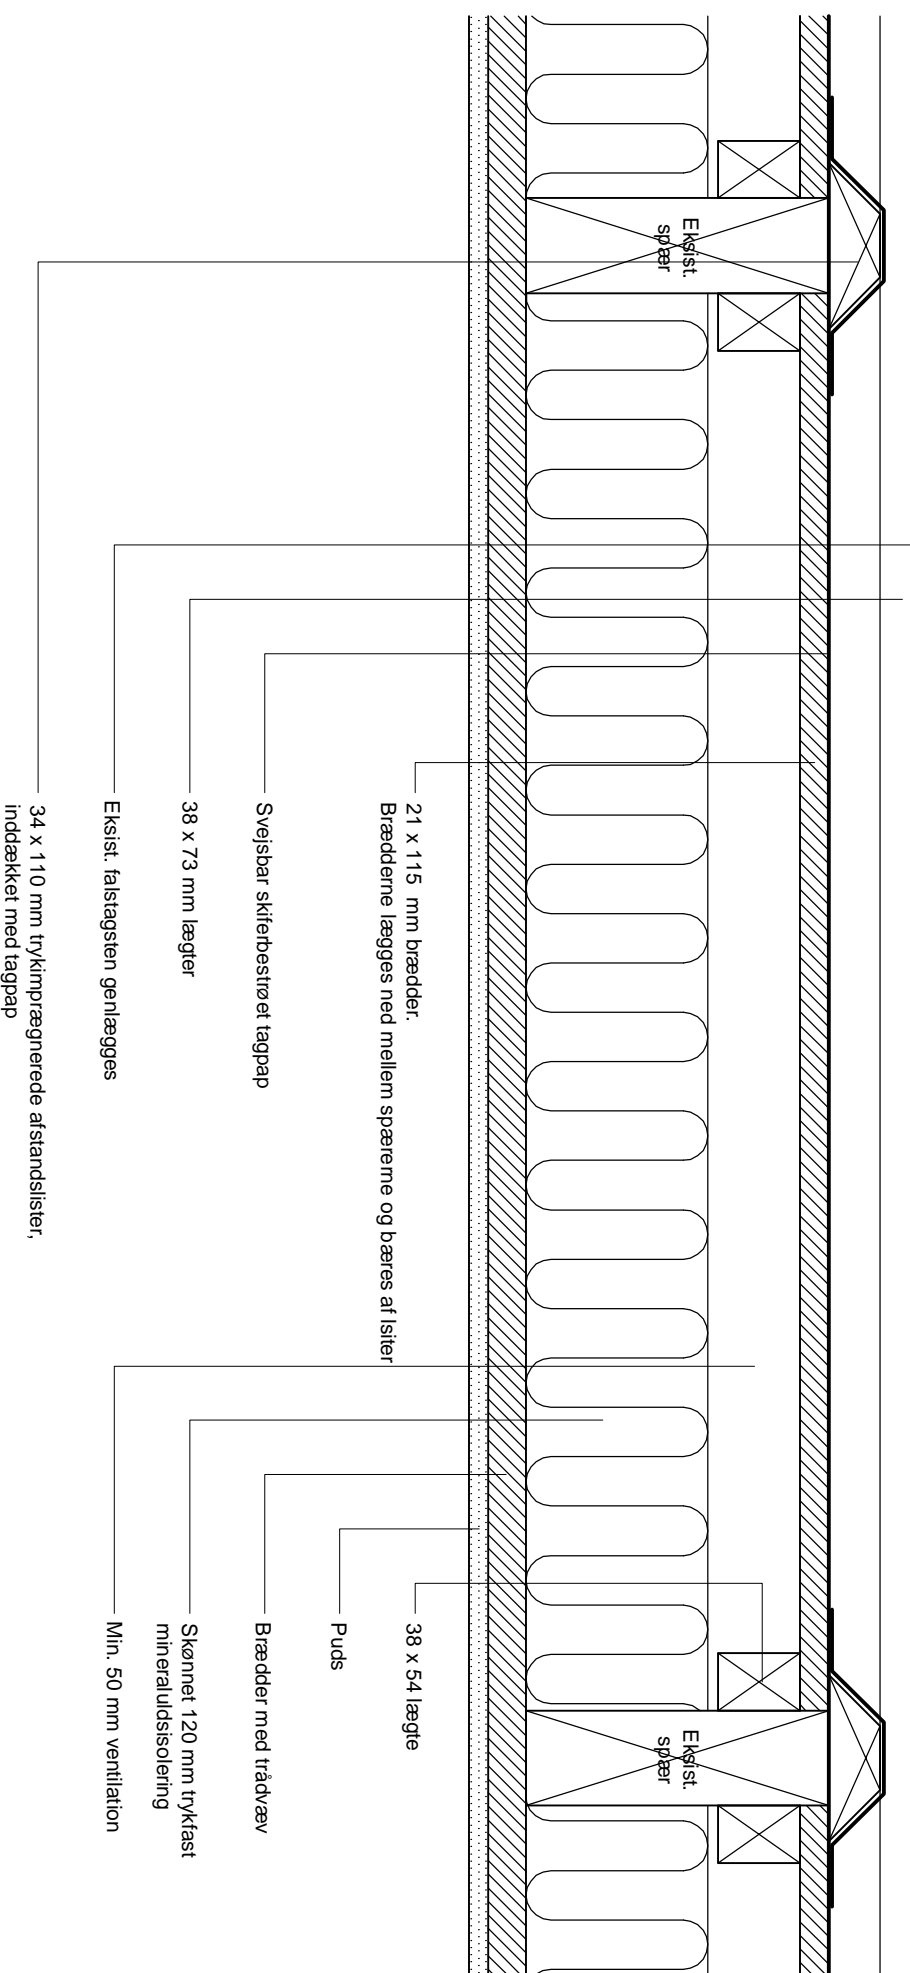 Eksist.
spær
21 x 115 mm brædder.
Brædderne lægges ned mellem spærerne og bæres af lsiter
Svejsbar skiferbestrøet tagpap
38 x 73 mm lægter
Eksist. falstagsten genlægges
34 x 110 mm trykimprægnerede afstandslister,
inddækket med tagpap
Eksist.
spær
38 x 54 lægte
Puds
Brædder med trådvæv
Skønnet 120 mm trykfast
mineraluldsisolering
Min. 50 mm ventilation